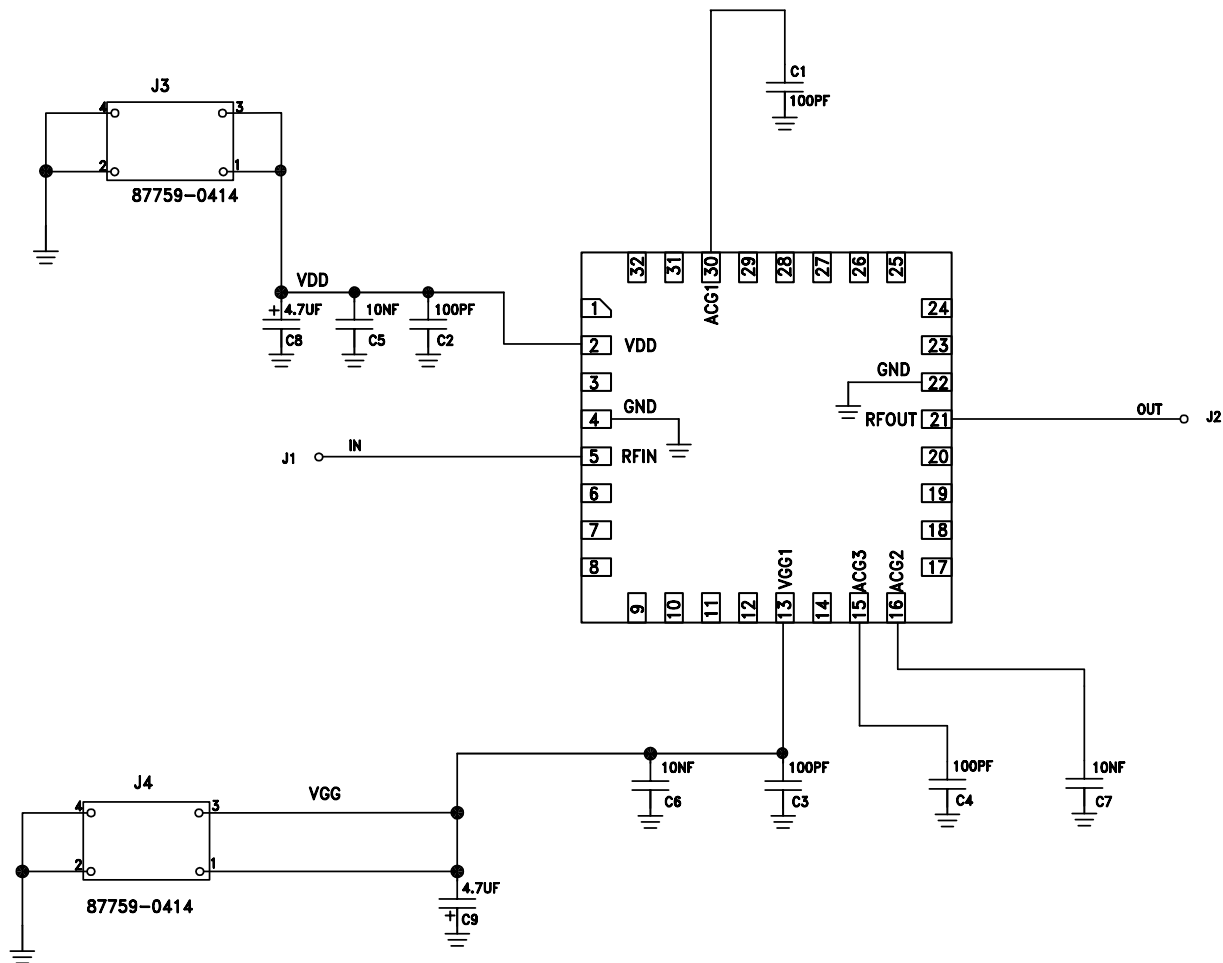 C1
100PF
J3
4
3
2
1
87759-0414
VDD
+ 4.7UF
C8
10NF
C5
100PF
C2
32
31
30
29
28
27
26
25
ACG1
1
2
VDD
3
4
GND
5
RFIN
6
7
8
24
23
GND
22
RFOUT
21
20
19
18
17
J1
IN
OUT
J2
VGG1
ACG3
ACG2
9
10
11
12
13
14
15
16
10NF
C6
100PF
C3
100PF
C4
10NF
C7
J4
4
3
2
1
VGG
87759-0414
4.7UF
+ C9